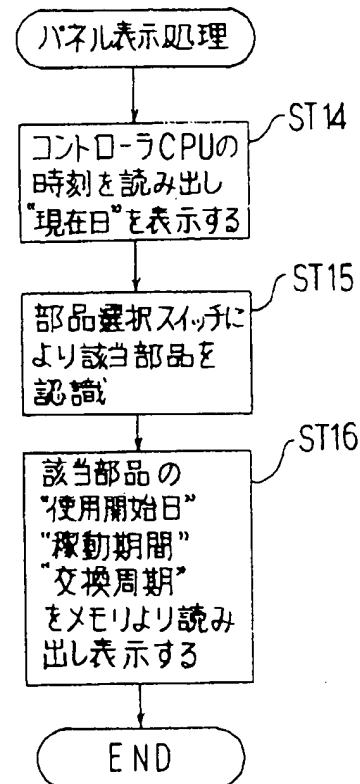 パネル表示処理
ST14
コントローラCPUの
時刻を読み出し
"現在日"を表示する
ST15
部品選択スイッチに
より該当部品を
認識
ST16
該当部品の
"使用開始日"
"稼動期間"
"交換周期"
をメモリより読み
出し表示する
END